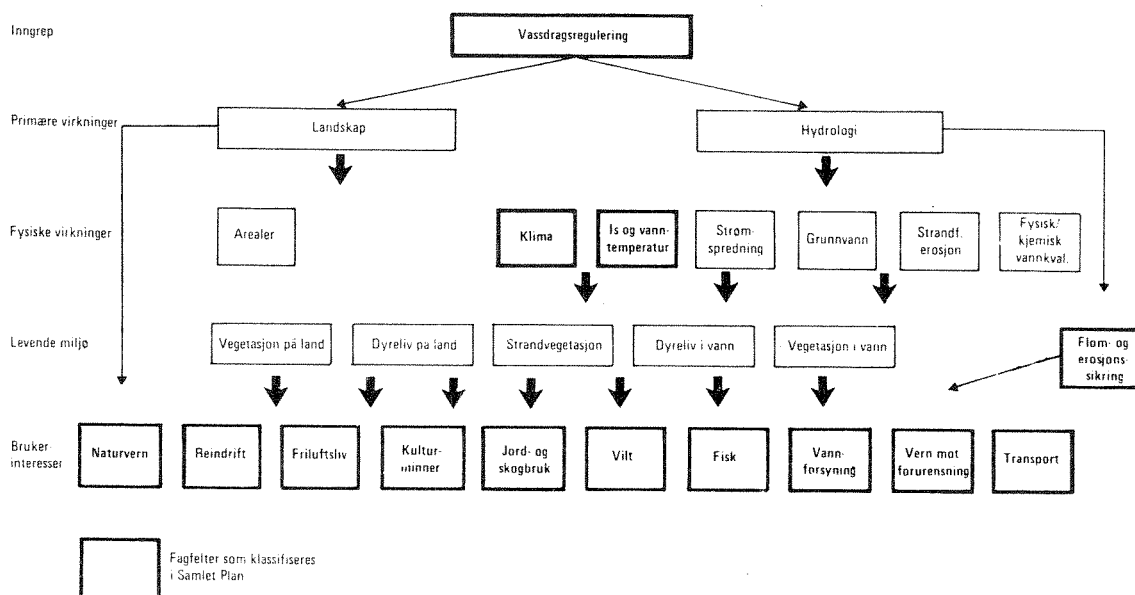 Inngrep
Vassdragsregulering
Primære virkninger
Landskap
Hydrologi
Fysiske virkninger
Arealer
Klima
Is og vann-
temperatur
Strøm-
spredning
Grunnvann
Strandf.
erosjon
Fysisk/
kjemisk
vannkval.
Levende miljø
Vegetasjon på land
Dyreliv på land
Strandvegetasjon
Dyreliv i vann
Vegetasjon i vann
Flom- og
erosjons-
sikring
Bruker-
interesser
Naturvern
Reindrift
Friluftsliv
Kultur-
minner
Jord- og
skogbruk
Vilt
Fisk
Vann-
forsyning
Vern mot
forurensning
Transport
Fagfelter som klassifiseres
i Samlet Plan